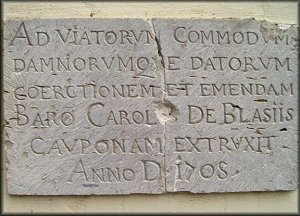 AD VIATORVM COMMODVM
DAMNORVMQVE DATORVM
COERCTIONEM ET EMENDAM
BARO CAROL DE BLASIIS
CAVPONAM EXTRVXIT
ANNO D 1708